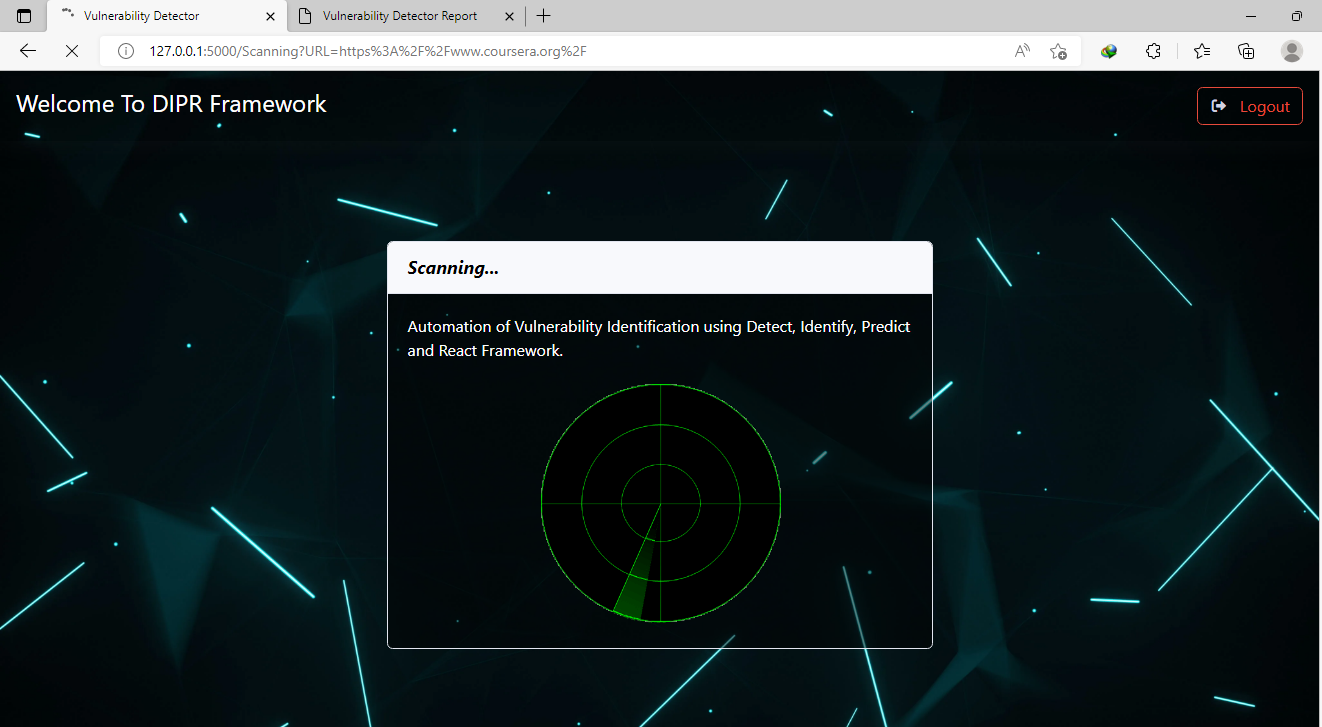 Vulnerability Detector
Vulnerability Detector Report
127.0.0.1:5000/Scanning?URL=https%3A%2F%2Fwww.coursera.org%2F
Welcome To DIPR Framework
Logout
Scanning...
Automation of Vulnerability Identification using Detect, Identify, Predict
and React Framework.